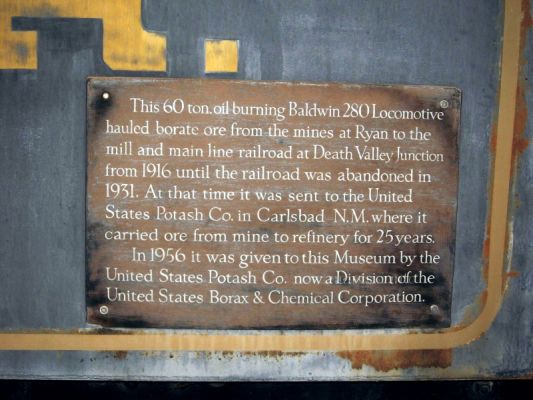 A.
This 60 ton, oil burning Baldwin 280 Locomotive
hauled borate ore from the mines at Ryan to the
mill and main line railroad at Death Valley Junction
from 1916 until the railroad was abandoned in
1931. At that time it was sent to the United
States Potash Co. in Carlsbad N.M. where it
carried ore from mine to refinery for 25 years.
In 1956 it was given to this Museum by the
United States Potash Co. now a Division of the
United States Borax & Chemical Corporation.